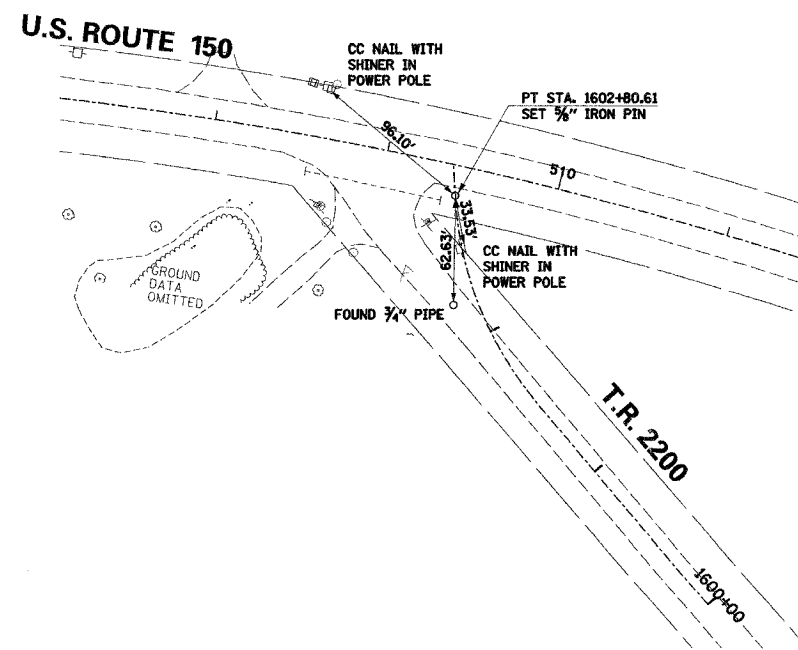 U.S. ROUTE 150
CC NAIL WITH
SHINER IN
POWER POLE
PT STA. 1602+80.61
SET 5/8" IRON PIN
96.10'
510
33.53'
62.63'
CC NAIL WITH
SHINER IN
POWER POLE
GROUND
DATA
OMITTED
FOUND 3/4" PIPE
T.R. 2200
1600+00